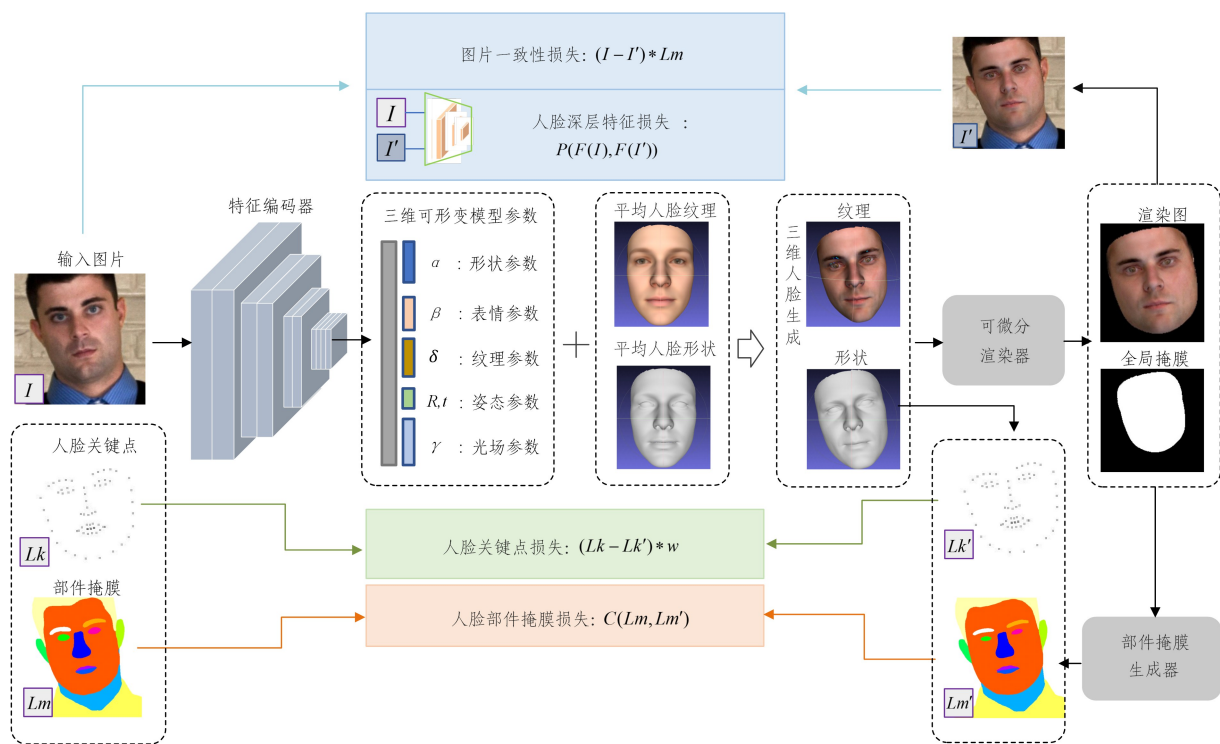 图片一致性损失: (I − I′) * Lm
I
I′
人脸深层特征损失 :
P(F(I), F(I′))
I′
特征编码器
三维可形变模型参数
平均人脸纹理
纹理
渲染图
输入图片
I
α : 形状参数
β : 表情参数
δ : 纹理参数
R,t : 姿态参数
γ : 光场参数
平均人脸形状
三维人脸生成
形状
可微分
渲染器
全局掩膜
人脸关键点
Lk
人脸关键点损失: (Lk − Lk′) * w
Lk′
部件掩膜
Lm
人脸部件掩膜损失: C(Lm, Lm′)
Lm′
部件掩膜
生成器